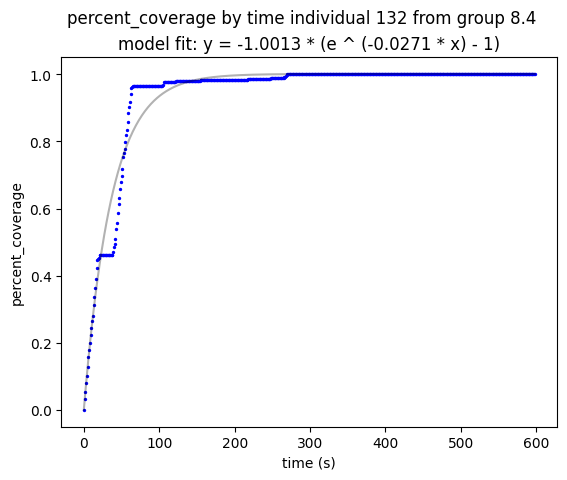 percent_coverage by time individual 132 from group 8.4
model fit: y = -1.0013 * (e ^ (-0.0271 * x) - 1)
percent_coverage
1.0
0.8
0.6
0.4
0.2
0.0
0 100 200 300 400 500 600
time (s)